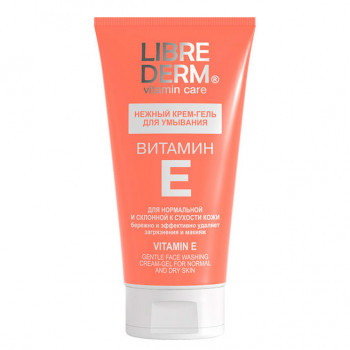 LIBRE
DERM®
vitamin care
НЕЖНЫЙ КРЕМ-ГЕЛЬ
ДЛЯ УМЫВАНИЯ
ВИТАМИН
E
ДЛЯ НОРМАЛЬНОЙ
И СКЛОННОЙ К СУХОСТИ КОЖИ
бережно и эффективно удаляет
загрязнения и макияж
VITAMIN E
GENTLE FACE WASHING
CREAM-GEL FOR NORMAL
AND DRY SKIN